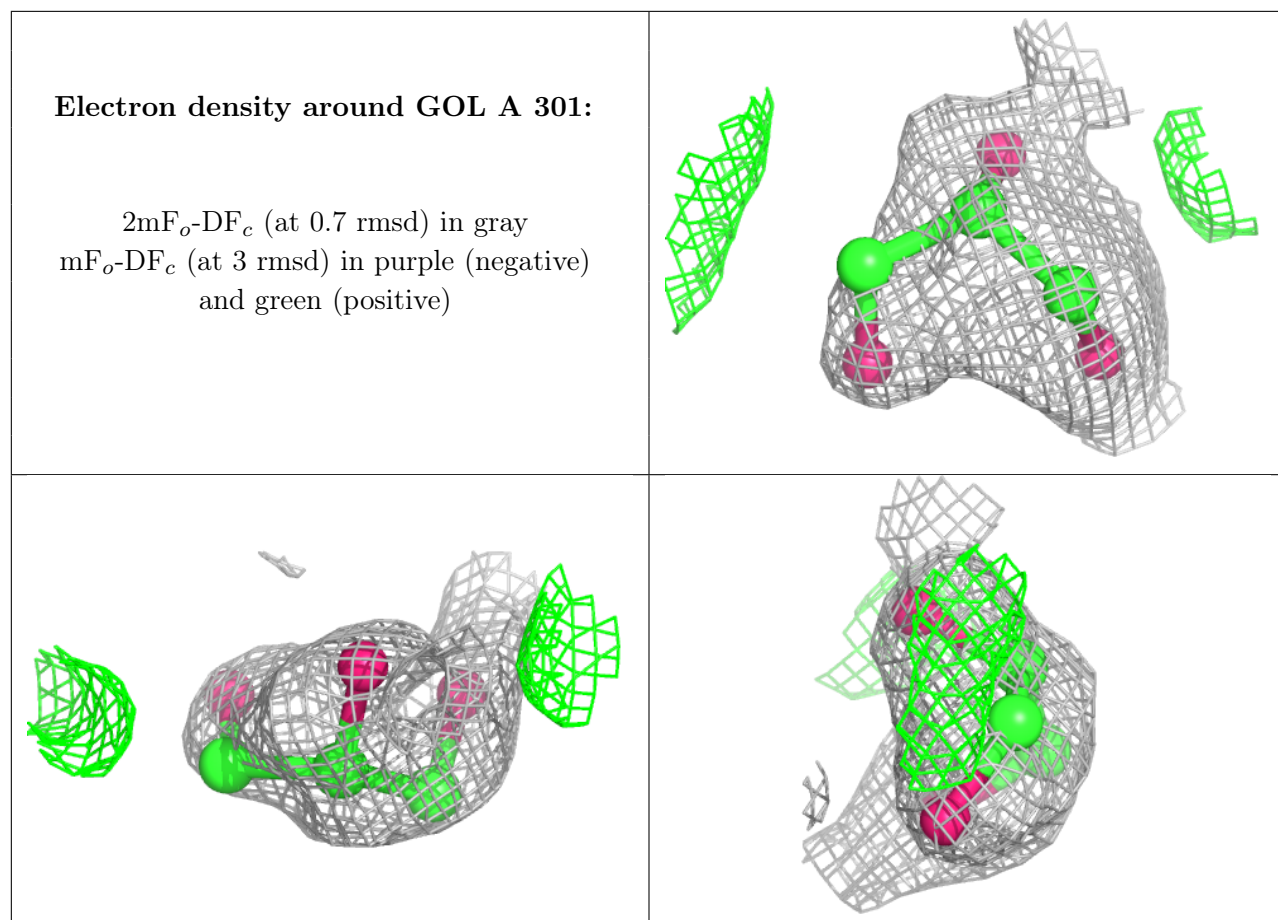 Electron density around GOL A 301:
2mFo-DFc (at 0.7 rmsd) in gray
mFo-DFc (at 3 rmsd) in purple (negative)
and green (positive)